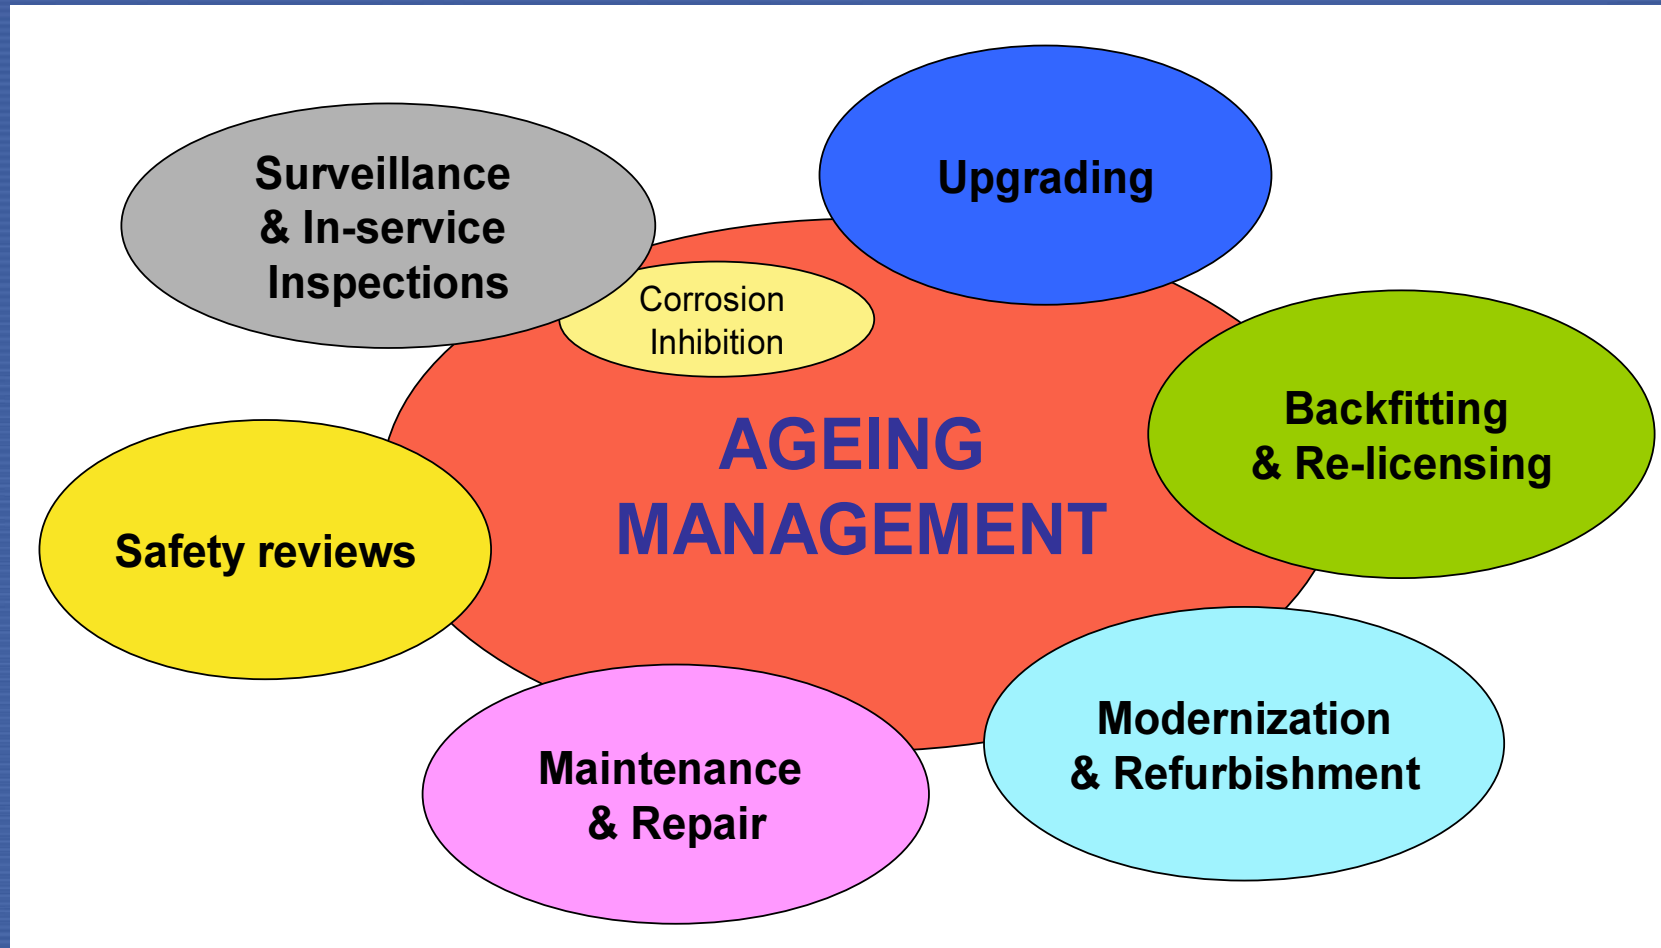 Surveillance
& In-service
Inspections
Upgrading
Corrosion
Inhibition
Backfitting
& Re-licensing
AGEING
MANAGEMENT
Safety reviews
Modernization
& Refurbishment
Maintenance
& Repair